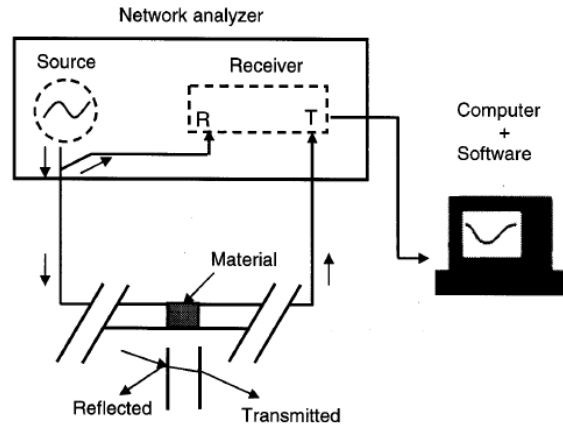 Network analyzer
Source
Receiver
R
T
Computer
+
Software
Material
Reflected
Transmitted